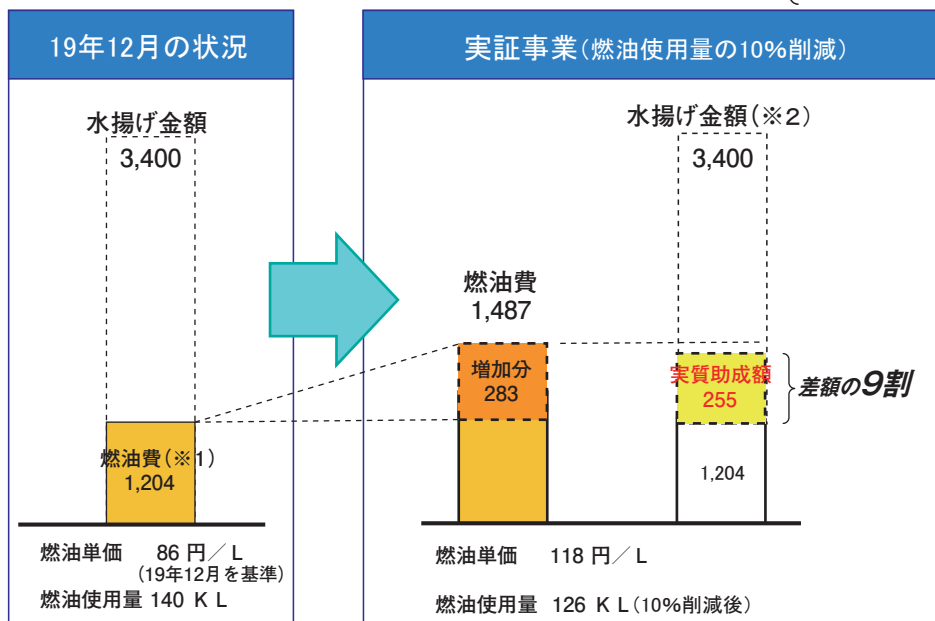 19年12月の状況
水揚げ金額
3,400
燃油費(※1)
1,204
燃油単価 86 円／L
(19年12月を基準)
燃油使用量 140 KL
実証事業(燃油使用量の10%削減)
水揚げ金額(※2)
3,400
燃油費
1,487
増加分
283
実質助成額
255
差額の9割
1,204
燃油単価 118 円／L
燃油使用量 126 KL(10%削減後)